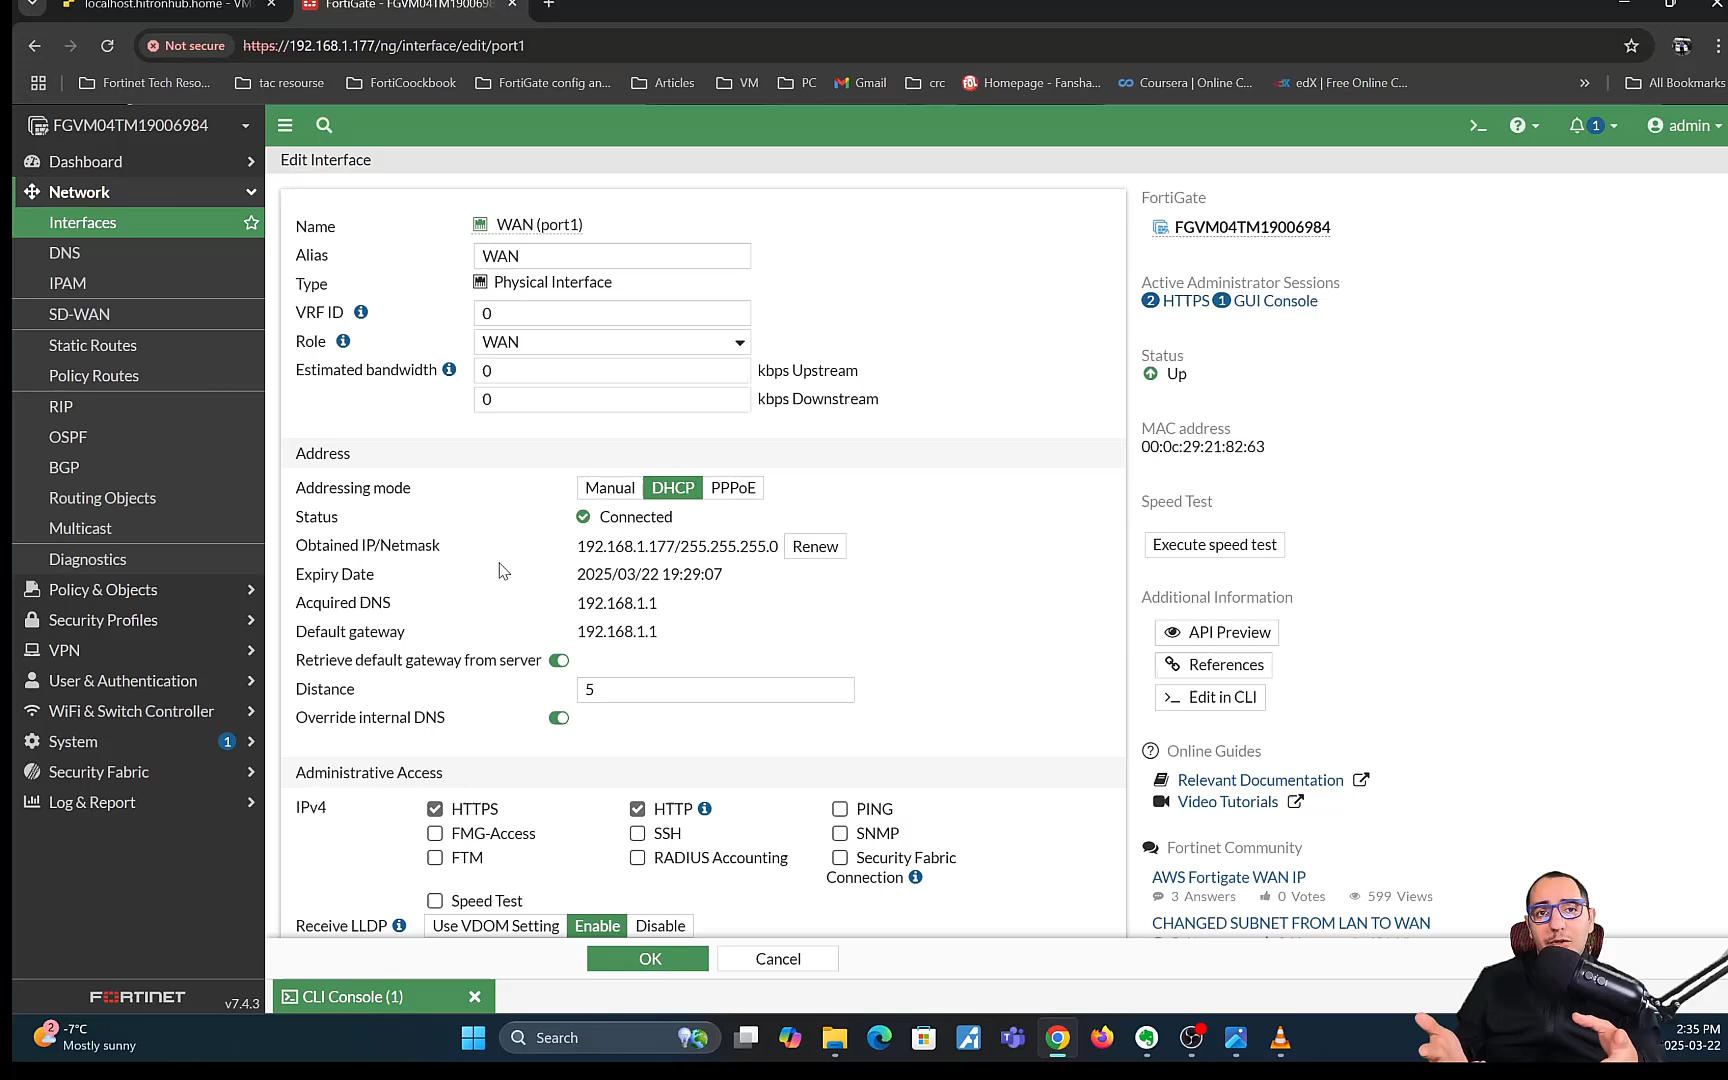 localhost.hitronhub.home - VM
FortiGate - FGVM04TM1900698
Not secure https://192.168.1.177/ng/interface/edit/port1
Fortinet Tech Reso... tac resourse FortiCoockbook FortiGate config an... Articles VM PC Gmail crc Homepage - Fansha... Coursera | Online C... edX | Free Online C... » All Bookmarks
FGVM04TM19006984
>_ 1 admin
Dashboard
Network
Interfaces
DNS
IPAM
SD-WAN
Static Routes
Policy Routes
RIP
OSPF
BGP
Routing Objects
Multicast
Diagnostics
Policy & Objects
Security Profiles
VPN
User & Authentication
WiFi & Switch Controller
System 1
Security Fabric
Log & Report
FORTINET v7.4.3
Edit Interface
Name WAN (port1)
Alias WAN
Type Physical Interface
VRF ID 0
Role WAN
Estimated bandwidth 0 kbps Upstream
0 kbps Downstream
Address
Addressing mode Manual DHCP PPPoE
Status Connected
Obtained IP/Netmask 192.168.1.177/255.255.255.0 Renew
Expiry Date 2025/03/22 19:29:07
Acquired DNS 192.168.1.1
Default gateway 192.168.1.1
Retrieve default gateway from server
Distance 5
Override internal DNS
Administrative Access
IPv4 HTTPS HTTP PING
FMG-Access SSH SNMP
FTM RADIUS Accounting Security Fabric
Connection
Speed Test
Receive LLDP Use VDOM Setting Enable Disable
OK Cancel
CLI Console (1)
FortiGate
FGVM04TM19006984
Active Administrator Sessions
2 HTTPS 1 GUI Console
Status
Up
MAC address
00:0c:29:21:82:63
Speed Test
Execute speed test
Additional Information
API Preview
References
>_ Edit in CLI
Online Guides
Relevant Documentation
Video Tutorials
Fortinet Community
AWS Fortigate WAN IP
3 Answers 0 Votes 599 Views
CHANGED SUBNET FROM LAN TO WAN
2 -7°C
Mostly sunny
Search
2:35 PM
025-03-22